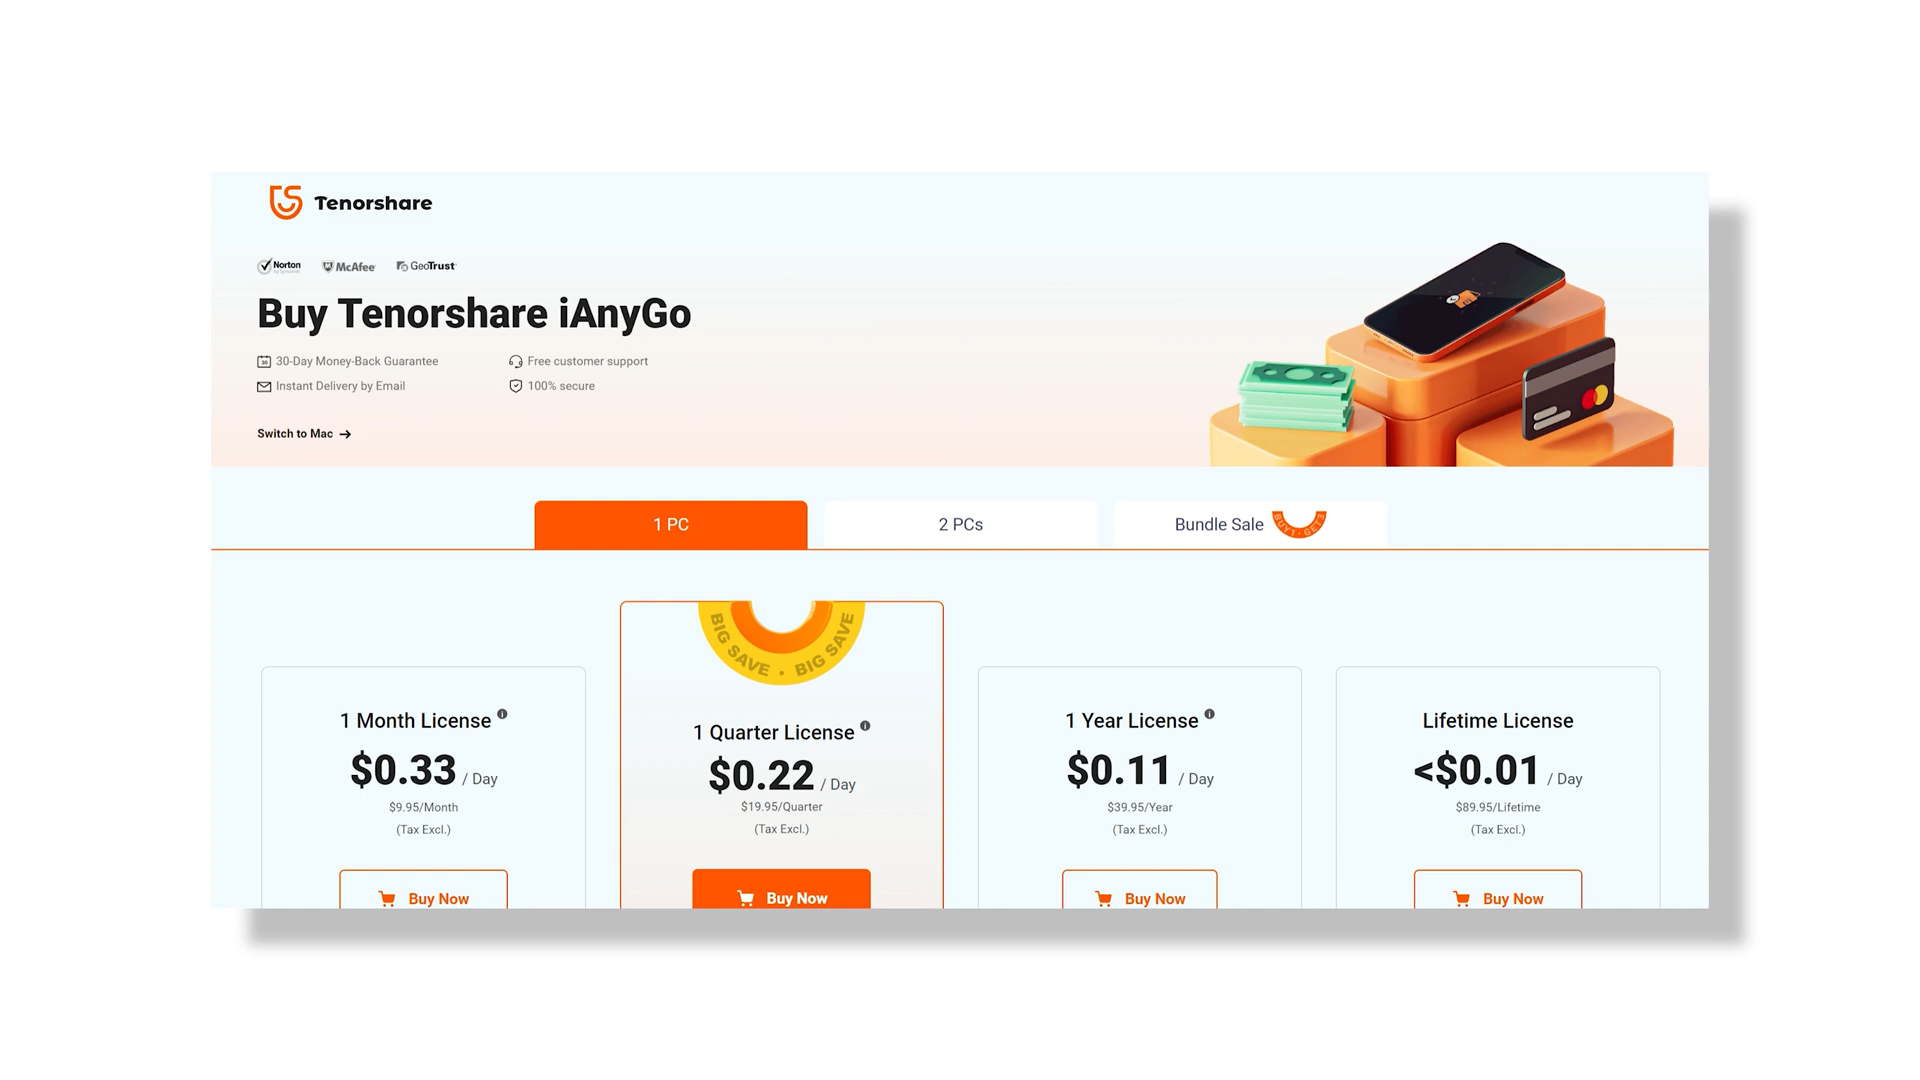 Tenorshare
Norton
McAfee
GeoTrust
Buy Tenorshare iAnyGo
30-Day Money-Back Guarantee
Free customer support
Instant Delivery by Email
100% secure
Switch to Mac →
1 PC
2 PCs
Bundle Sale
BUY 1 · GET 3
BIG SAVE • BIG SAVE
1 Month License
$0.33 / Day
$9.95/Month
(Tax Excl.)
Buy Now
1 Quarter License
$0.22 / Day
$19.95/Quarter
(Tax Excl.)
Buy Now
1 Year License
$0.11 / Day
$39.95/Year
(Tax Excl.)
Buy Now
Lifetime License
<$0.01 / Day
$89.95/Lifetime
(Tax Excl.)
Buy Now